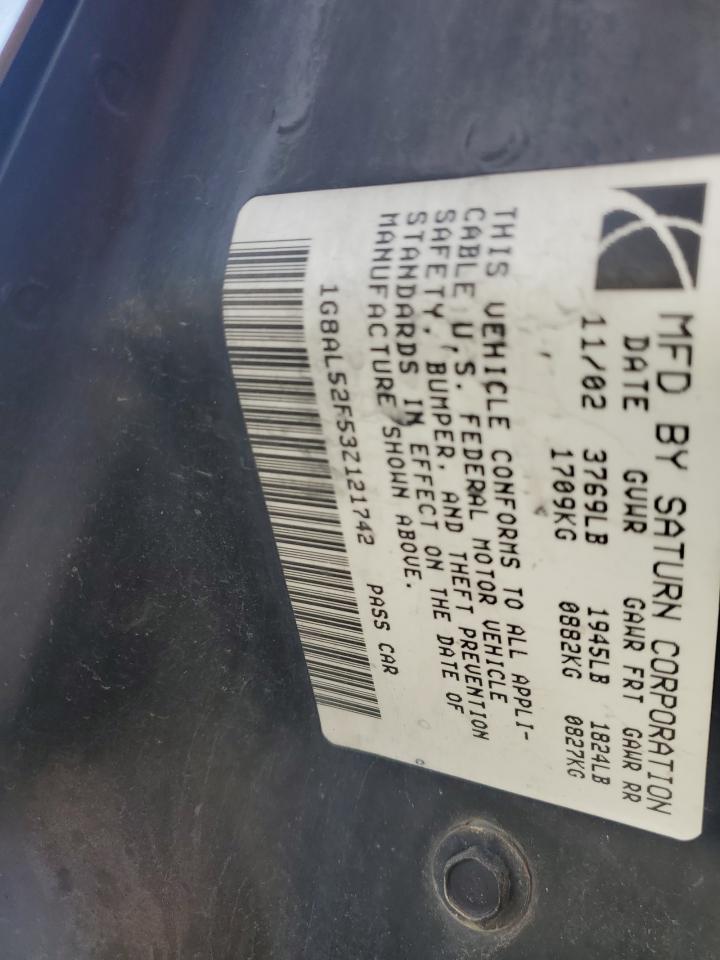 MFD BY SATURN CORPORATION
DATE GVWR GAWR FRT GAWR RR
11/02 3769LB 1945LB 1824LB
1709KG 0882KG 0827KG
THIS VEHICLE CONFORMS TO ALL APPLI-
CABLE U.S. FEDERAL MOTOR VEHICLE
SAFETY, BUMPER, AND THEFT PREVENTION
STANDARDS IN EFFECT ON THE DATE OF
MANUFACTURE SHOWN ABOVE.
1G8AL52F53Z121742 PASS CAR